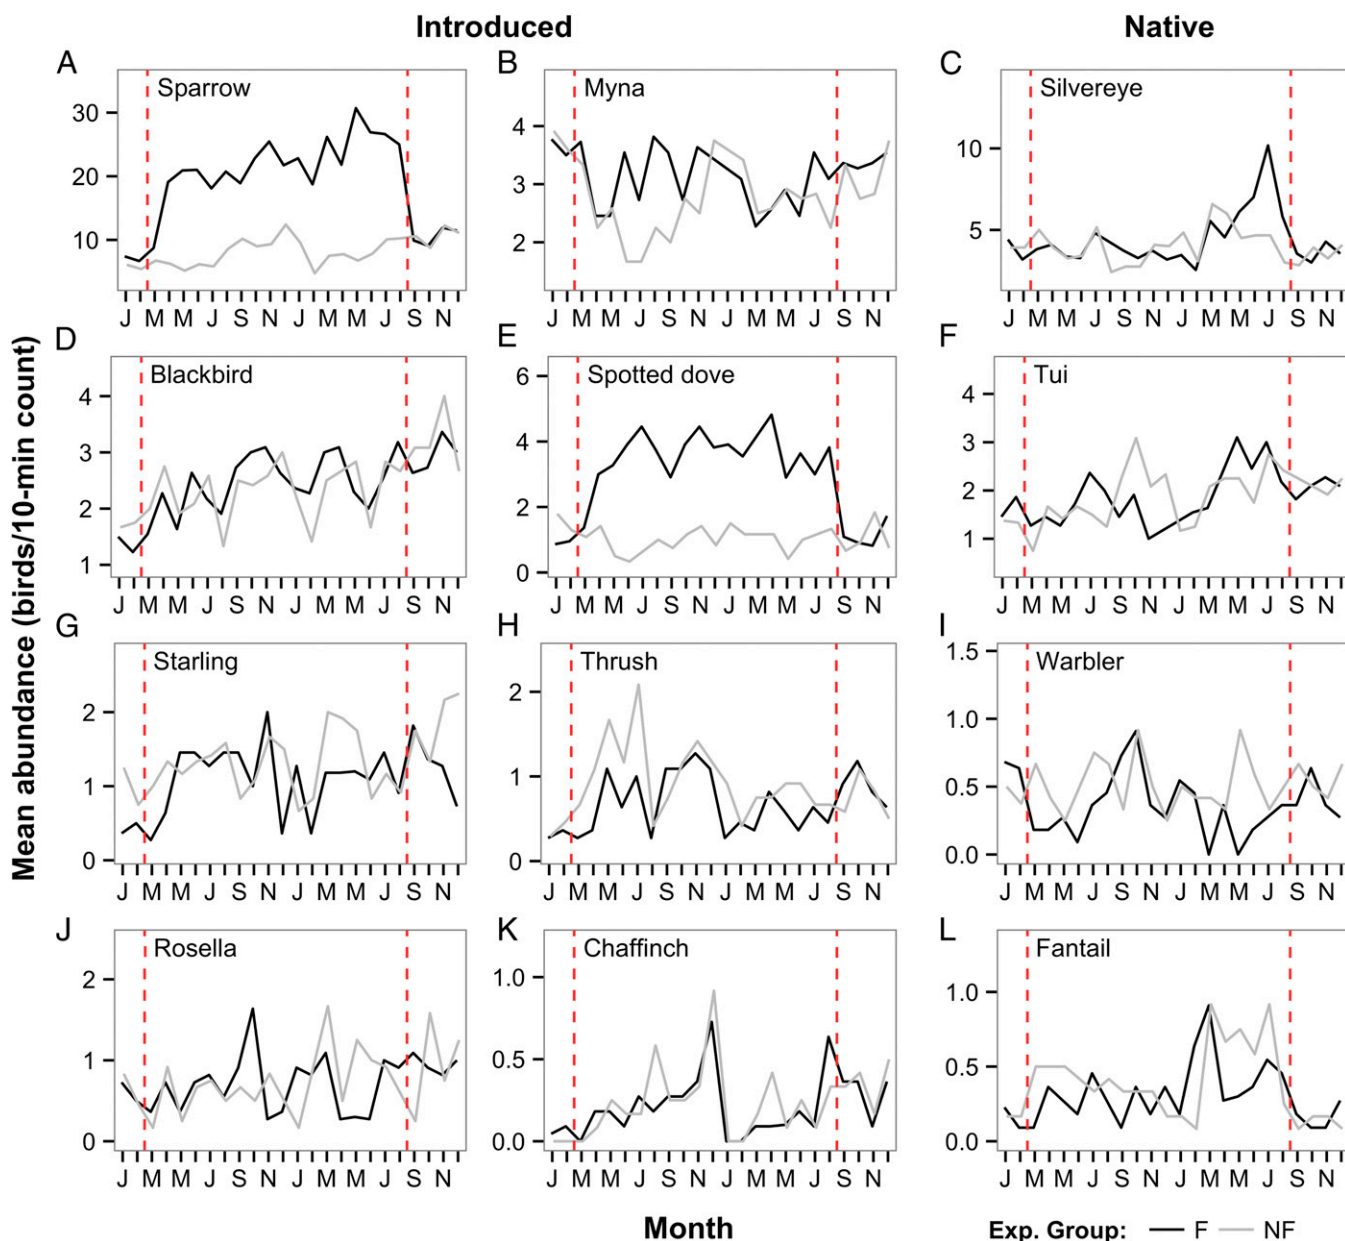 Introduced Native
A Sparrow
30
20
10
J M M J S N J M M J S N
B Myna
4
3
2
J M M J S N J M M J S N
C Silvereye
10
5
J M M J S N J M M J S N
D Blackbird
4
3
2
1
J M M J S N J M M J S N
E Spotted dove
6
4
2
0
J M M J S N J M M J S N
F Tui
4
3
2
1
J M M J S N J M M J S N
G Starling
2
1
0
J M M J S N J M M J S N
H Thrush
2
1
0
J M M J S N J M M J S N
I Warbler
1.5
1.0
0.5
0.0
J M M J S N J M M J S N
J Rosella
2
1
0
J M M J S N J M M J S N
K Chaffinch
1.0
0.5
0.0
J M M J S N J M M J S N
L Fantail
1.0
0.5
0.0
J M M J S N J M M J S N
Mean abundance (birds/10-min count)
Month
Exp. Group: F NF